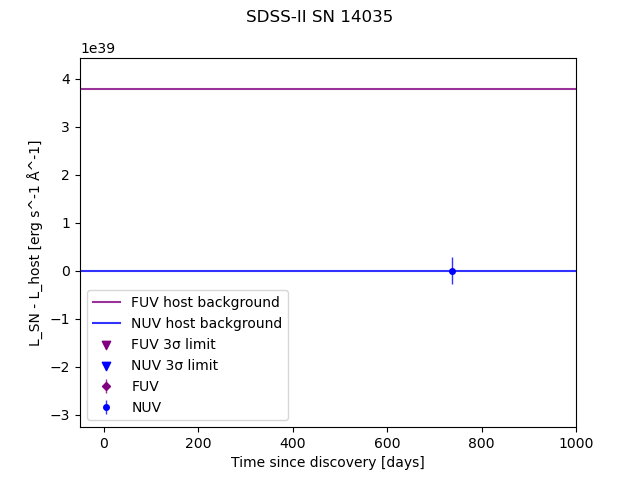 SDSS-II SN 14035
1e39
L_SN - L_host [erg s^-1 Å^-1]
4
3
2
1
0
−1
−2
−3
FUV host background
NUV host background
FUV 3σ limit
NUV 3σ limit
FUV
NUV
0
200
400
600
800
1000
Time since discovery [days]